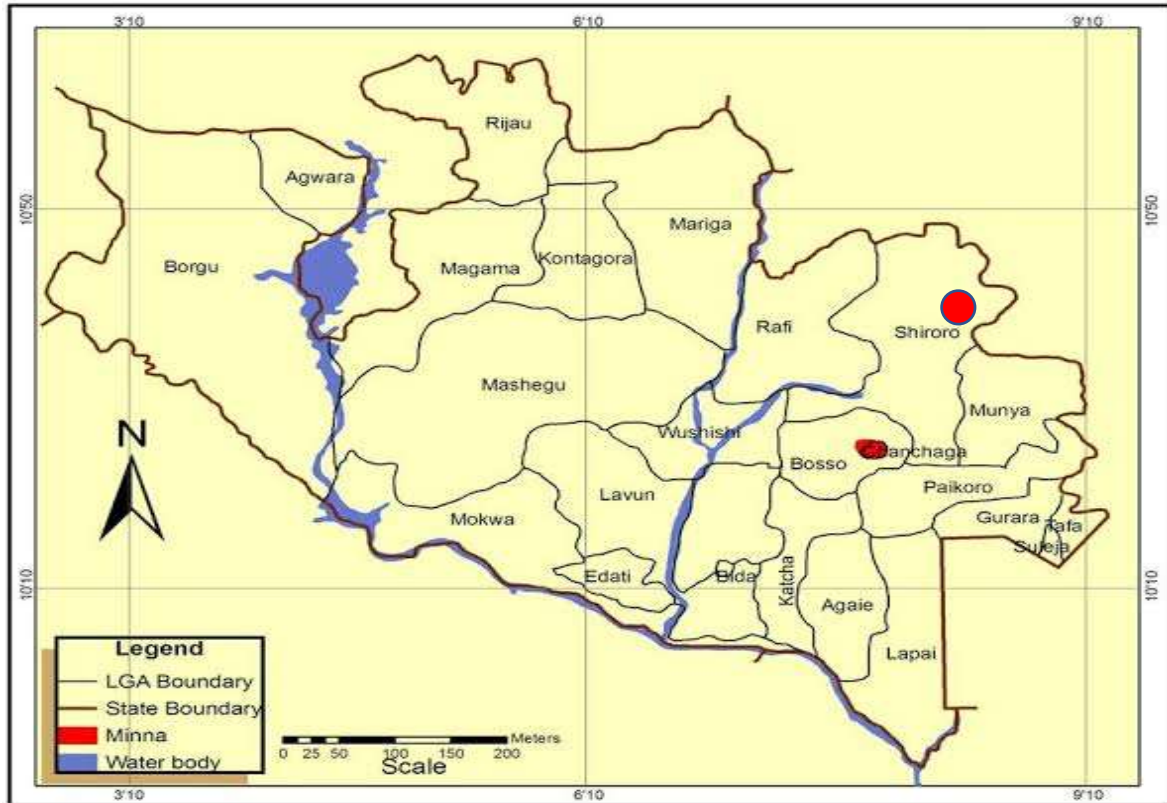 3'10 6'10 9'10
Rijau
Agwara
10'50 10'50
Mariga
Kontagora
Borgu Magama
Rafi
Shiroro
Mashegu
Munya
N
Wushishi
Bosso anchaga
Lavun Paikoro
Mokwa Gurara
Tafa
Suleja
Edati Bida
Katcha
10'10 10'10
Agaie
Lapai
Legend
LGA Boundary
State Boundary
Minna
Water body
Meters
0 25 50 100 150 200
Scale
3'10 6'10 9'10